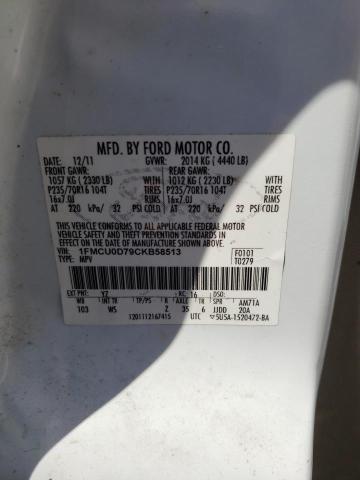 MFD. BY FORD MOTOR CO.
DATE: 12/11 GVWR: 2014 KG ( 4440 LB)
FRONT GAWR: REAR GAWR:
1057 KG ( 2330 LB) 1012 KG ( 2230 LB)
P235/70R16 104T TIRES P235/70R16 104T TIRES
16x7.0J RIMS 16x7.0J RIMS
AT 220 kPa/ 32 PSI COLD AT 220 kPa/ 32 PSI COLD
THIS VEHICLE CONFORMS TO ALL APPLICABLE FEDERAL MOTOR
VEHICLE SAFETY, BUMPER, AND THEFT PREVENTION STANDARDS
IN EFFECT ON THE DATE OF MANUFACTURE SHOWN ABOVE.
VIN: 1FMCU0D79CKB58513 F0101
TYPE: MPV T0279
EXT PNT: YZ RC: 16 DSO:
WB INT TR TP/PS R AXLE TR SPR AM71A
103 WS Z 35 6 JJDD 20A
1201112167415 UTC 5U5A-1520472-BA